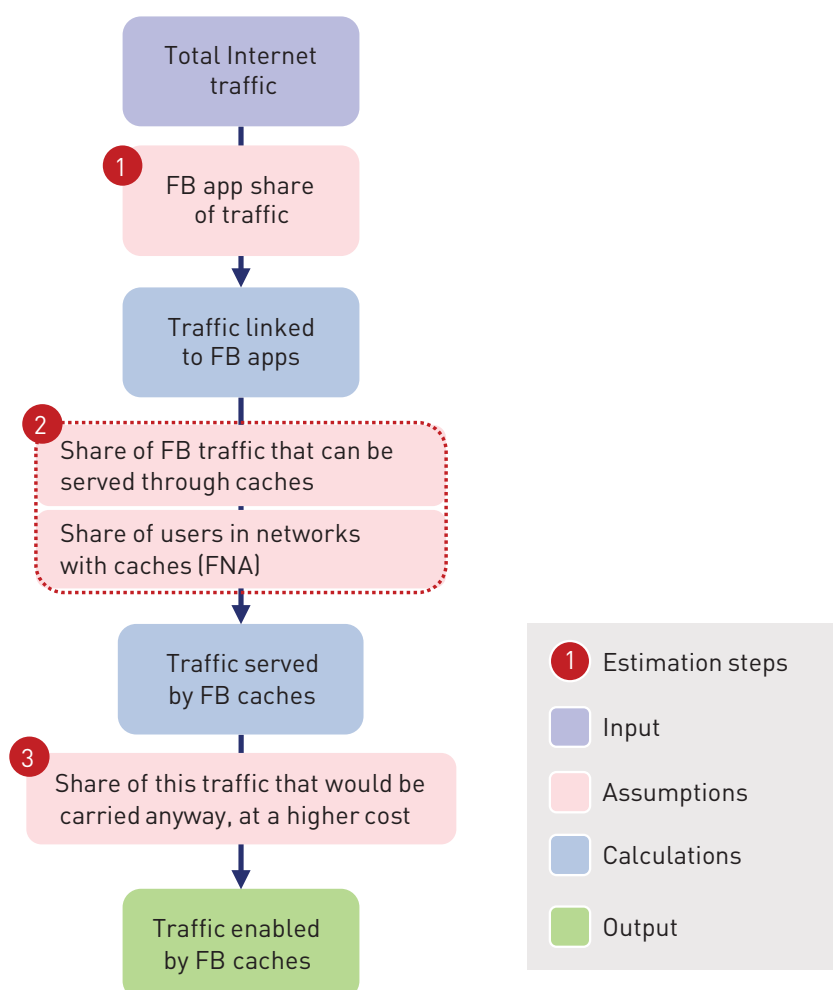 Total Internet
traffic
1
FB app share
of traffic
Traffic linked
to FB apps
2
Share of FB traffic that can be
served through caches
Share of users in networks
with caches (FNA)
Traffic served
by FB caches
3
Share of this traffic that would be
carried anyway, at a higher cost
Traffic enabled
by FB caches
1 Estimation steps
Input
Assumptions
Calculations
Output